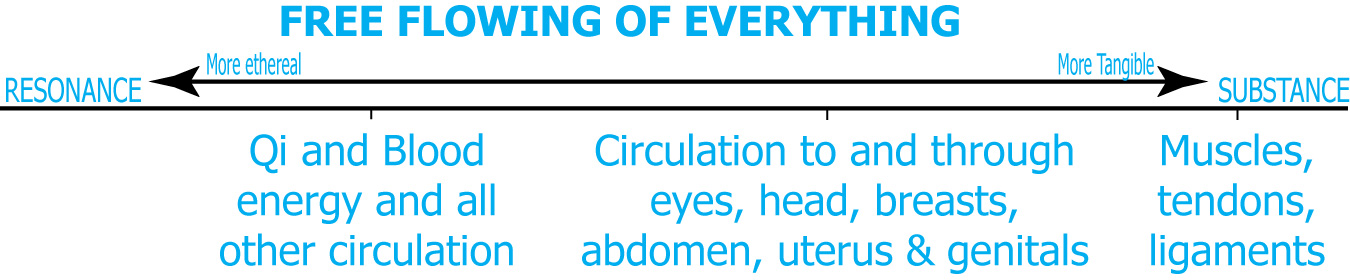 FREE FLOWING OF EVERYTHING
More ethereal
More Tangible
RESONANCE
SUBSTANCE
Qi and Blood
energy and all
other circulation
Circulation to and through
eyes, head, breasts,
abdomen, uterus & genitals
Muscles,
tendons,
ligaments